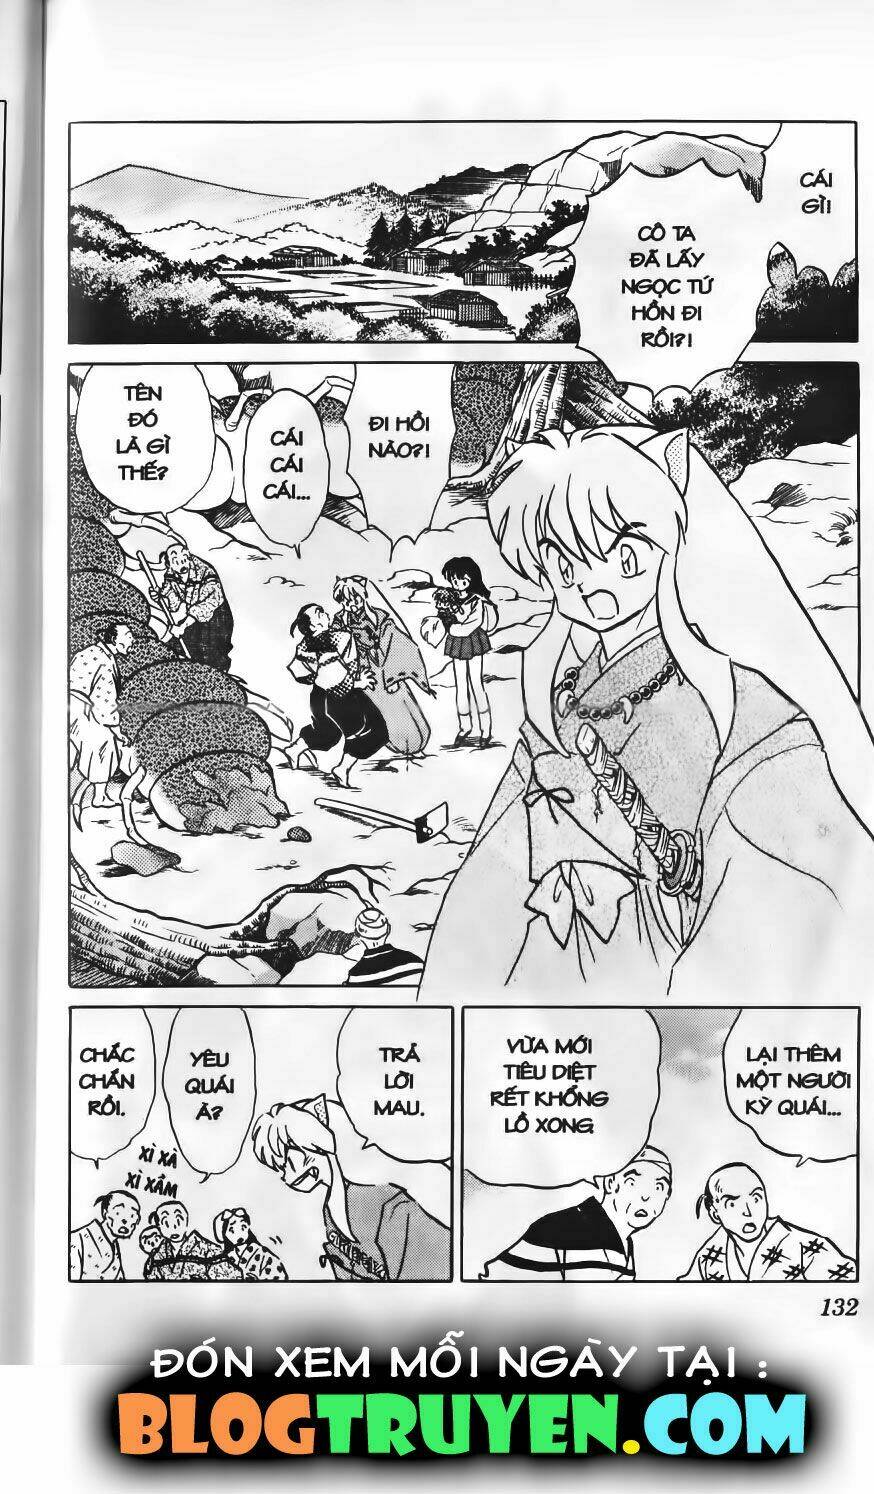 CÁI
GÌ!
CÔ TA
ĐÃ LẤY
NGỌC TỨ
HỒN ĐI
RỒI?!
ĐI HỒI
NÀO?!
CÁI
CÁI
CÁI...
TÊN
ĐÓ
LÀ GÌ
THẾ?
LẠI THÊM
MỘT NGƯỜI
KỲ QUÁI...
VỪA MỚI
TIÊU DIỆT
RẾT KHỔNG
LỒ XONG
TRẢ
LỜI
MAU.
YÊU
QUÁI
À?
CHẮC
CHẮN
RỒI.
XÌ XÀ
XÌ XẦM
132
ĐÓN XEM MỖI NGÀY TẠI :
BLOGTRUYEN.COM